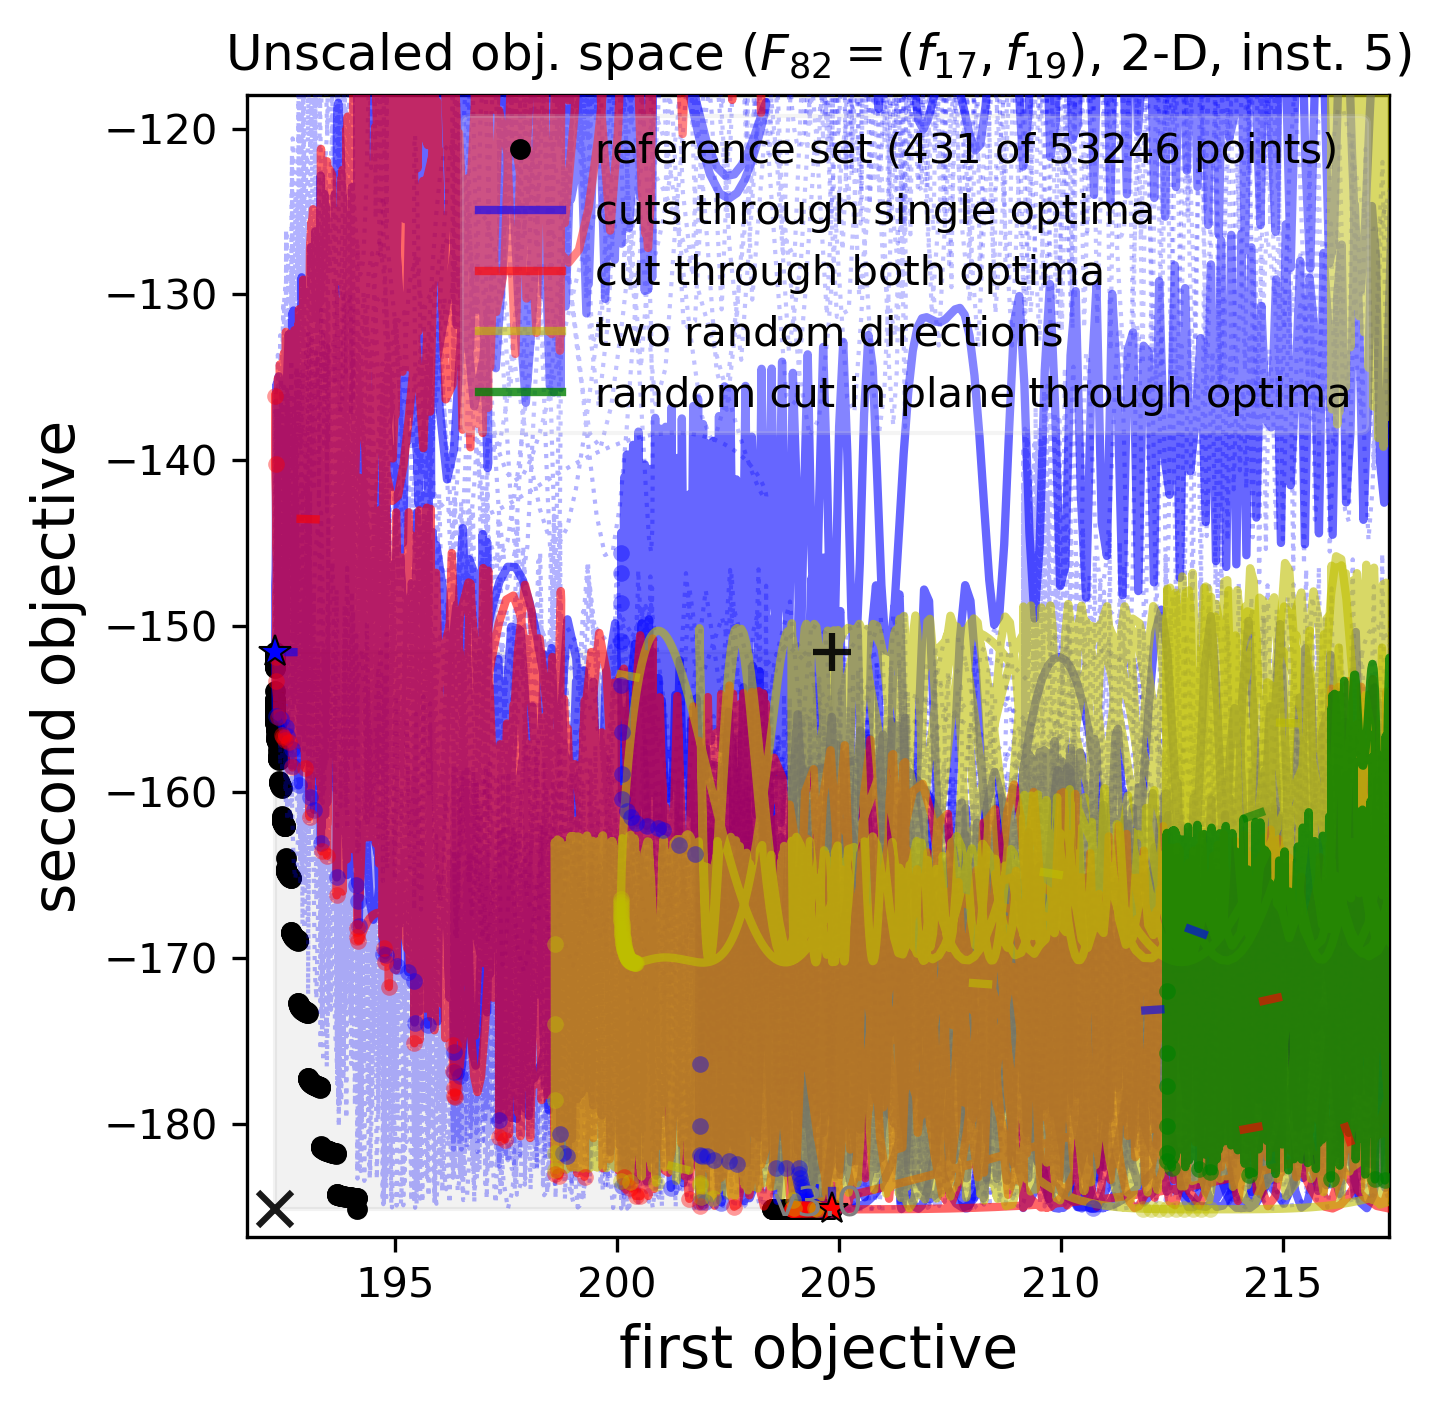 Unscaled obj. space (F₈₂ = (f₁₇, f₁₉), 2-D, inst. 5)
reference set (431 of 53246 points)
cuts through single optima
cut through both optima
two random directions
random cut in plane through optima
−120
−130
−140
−150
−160
−170
−180
second objective
195
200
205
210
215
first objective